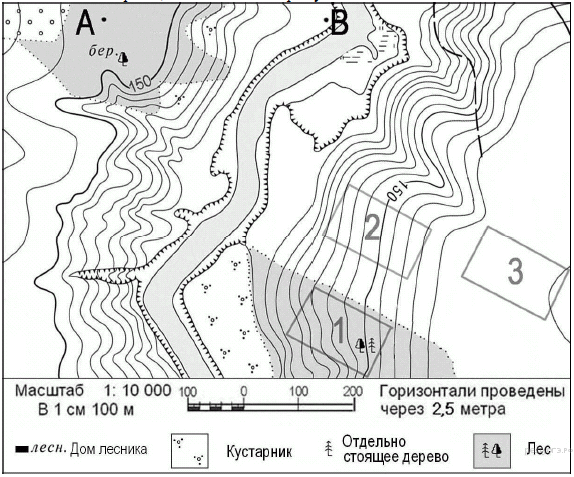 А
В
бер.
150
150
2
3
1
Масштаб 1: 10 000
В 1 см 100 м
100 0 100 200
Горизонтали проведены
через 2,5 метра
лесн. Дом лесника
Кустарник
Отдельно
стоящее дерево
Лес